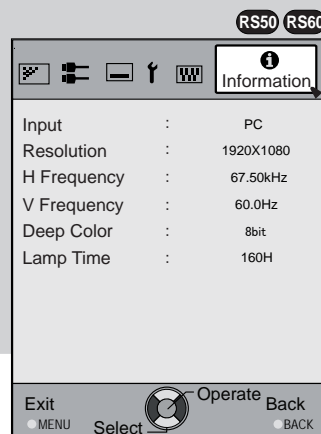 RS50 RS60
Information
Input : PC
Resolution : 1920X1080
H Frequency : 67.50kHz
V Frequency : 60.0Hz
Deep Color : 8bit
Lamp Time : 160H
Exit
MENU
Select
Operate
Back
BACK